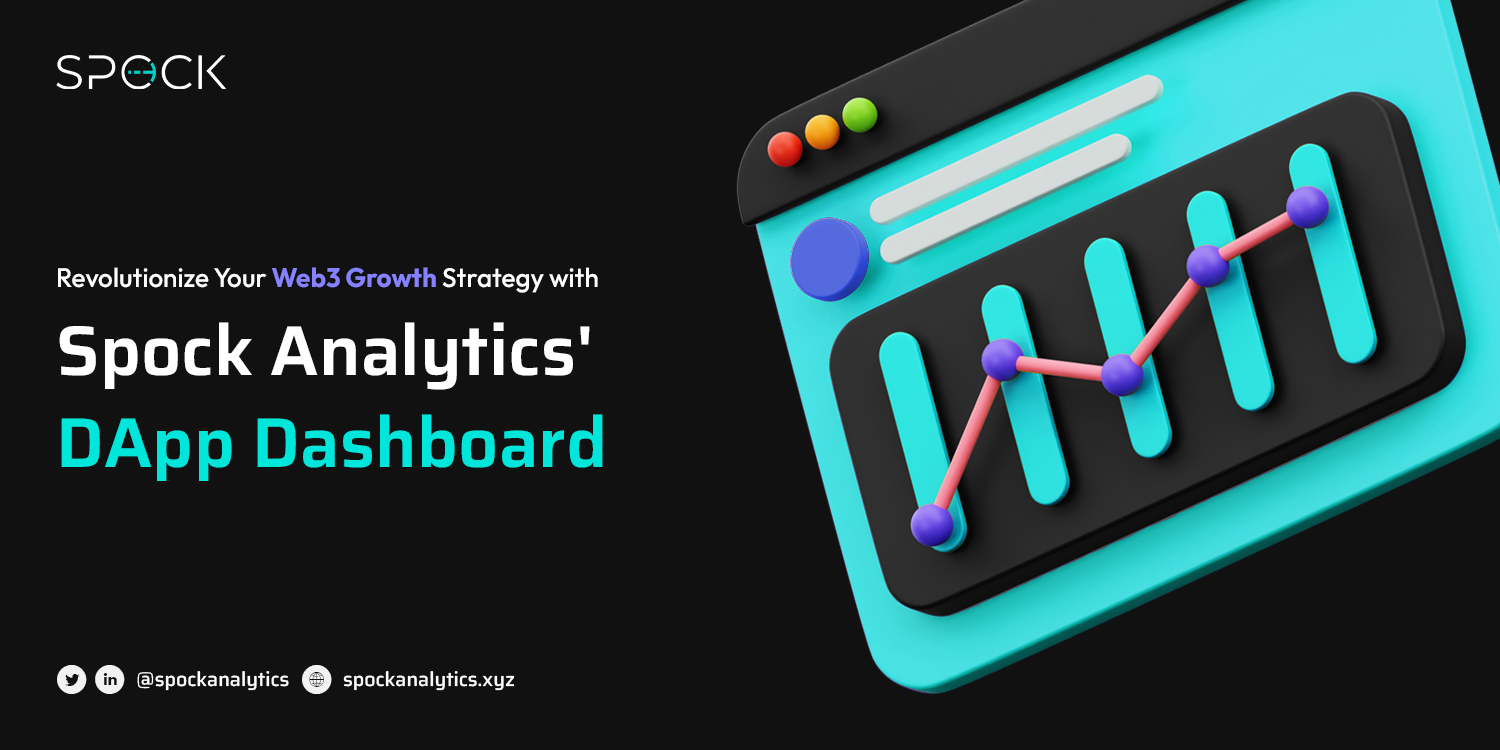 SPOCK
Revolutionize Your Web3 Growth Strategy with
Spock Analytics'
DApp Dashboard
@spockanalytics spockanalytics.xyz